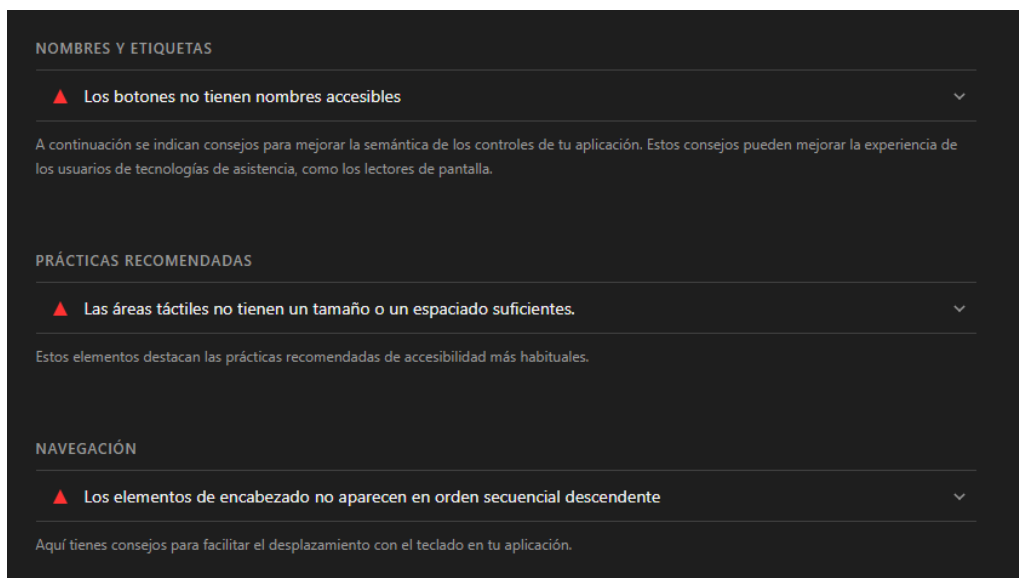 NOMBRES Y ETIQUETAS
Los botones no tienen nombres accesibles
A continuación se indican consejos para mejorar la semántica de los controles de tu aplicación. Estos consejos pueden mejorar la experiencia de
los usuarios de tecnologías de asistencia, como los lectores de pantalla.
PRÁCTICAS RECOMENDADAS
Las áreas táctiles no tienen un tamaño o un espaciado suficientes.
Estos elementos destacan las prácticas recomendadas de accesibilidad más habituales.
NAVEGACIÓN
Los elementos de encabezado no aparecen en orden secuencial descendente
Aquí tienes consejos para facilitar el desplazamiento con el teclado en tu aplicación.